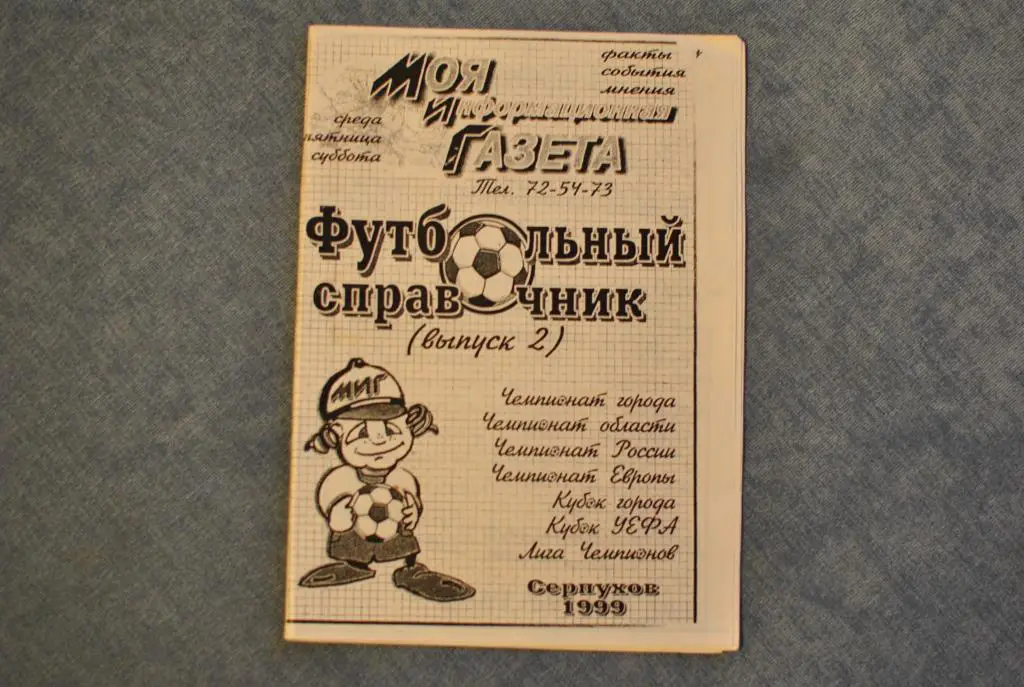 Моя
информационная
ГАЗЕТА
факты
события
мнения
среда
пятница
суббота
Тел. 72-54-73
Футбольный
справочник
(выпуск 2)
МИГ
Чемпионат города
Чемпионат области
Чемпионат России
Чемпионат Европы
Кубок города
Кубок УЕФА
Лига Чемпионов
Серпухов
1999